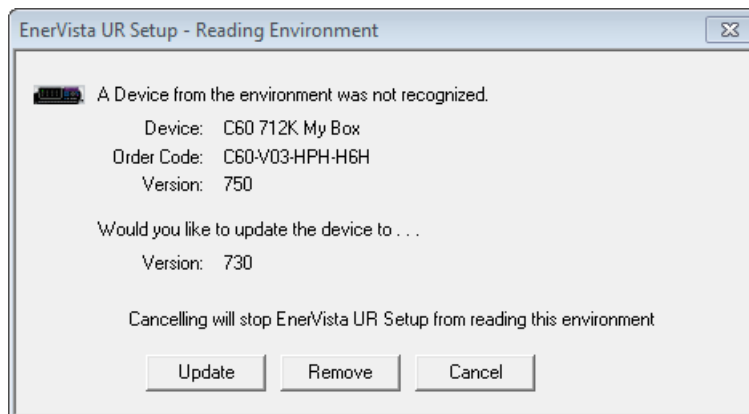 EnerVista UR Setup - Reading Environment
A Device from the environment was not recognized.
Device: C60 712K My Box
Order Code: C60-V03-HPH-H6H
Version: 750
Would you like to update the device to . . .
Version: 730
Cancelling will stop EnerVista UR Setup from reading this environment
Update Remove Cancel